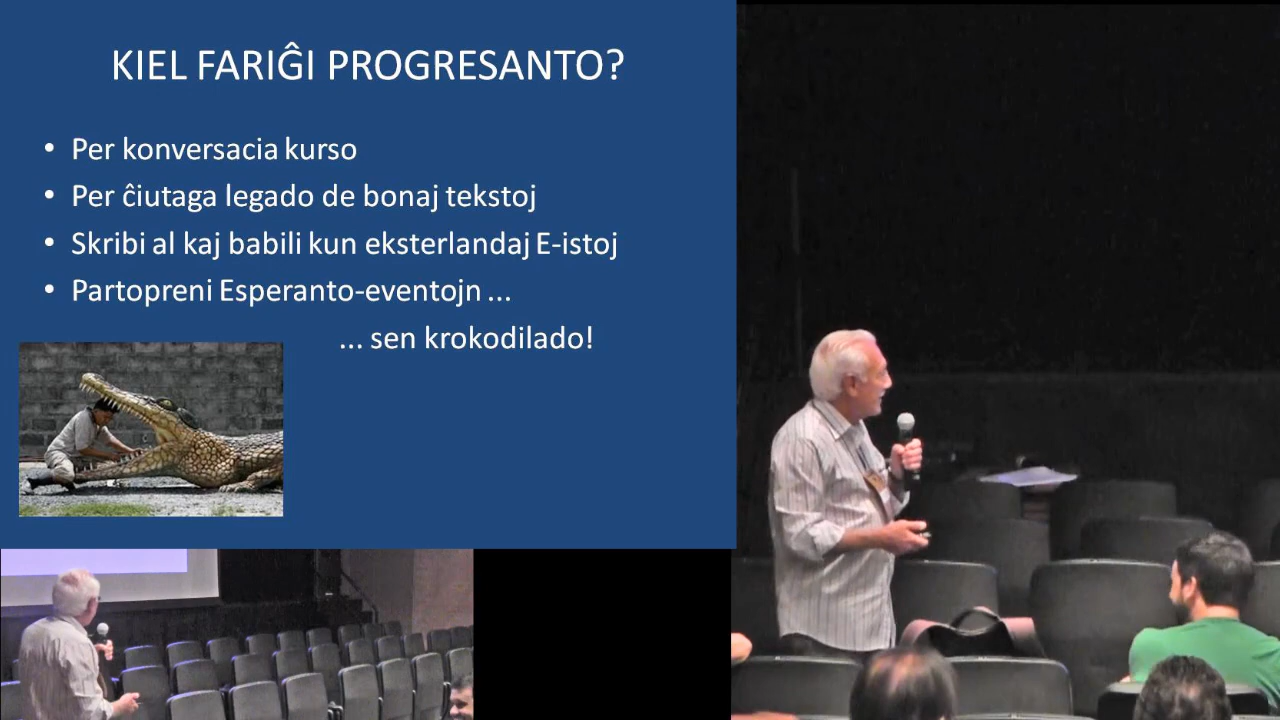 KIEL FARIĜI PROGRESANTO?
• Per konversacia kurso
• Per ĉiutaga legado de bonaj tekstoj
• Skribi al kaj babili kun eksterlandaj E-istoj
• Partopreni Esperanto-eventojn ...
... sen krokodilado!